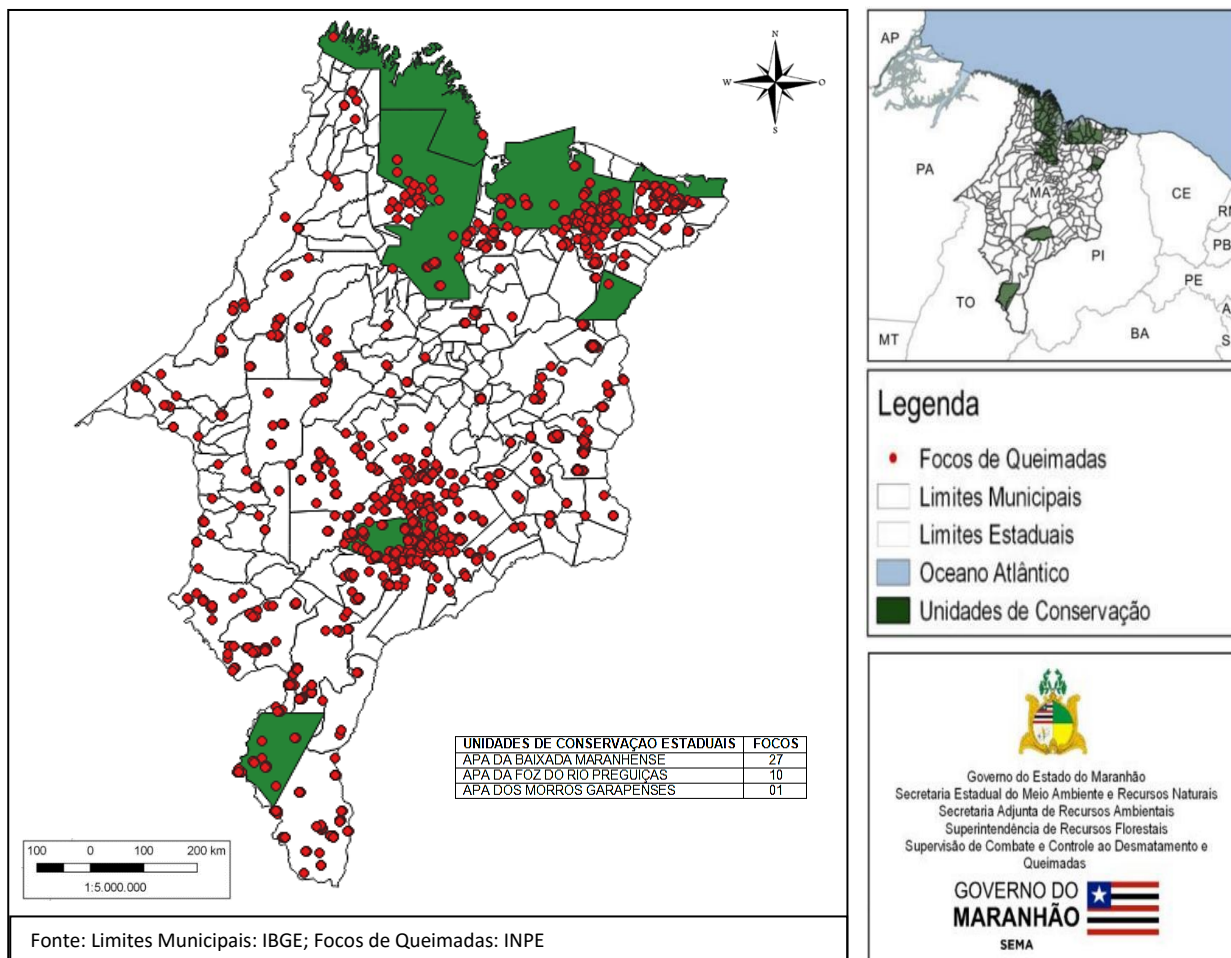 N
W
O
S
UNIDADES DE CONSERVAÇAO ESTADUAIS FOCOS
APA DA BAIXADA MARANHENSE 27
APA DA FOZ DO RIO PREGUIÇAS 10
APA DOS MORROS GARAPENSES 01
100 0 100 200 km
1:5.000.000
Fonte: Limites Municipais: IBGE; Focos de Queimadas: INPE
AP
PA
MA
CE
RN
PB
PI
PE
TO
A
BA
MT
S
Legenda
Focos de Queimadas
Limites Municipais
Limites Estaduais
Oceano Atlântico
Unidades de Conservação
Governo do Estado do Maranhão
Secretaria Estadual do Meio Ambiente e Recursos Naturais
Secretaria Adjunta de Recursos Ambientais
Superintendência de Recursos Florestais
Supervisão de Combate e Controle ao Desmatamento e
Queimadas
GOVERNO DO
MARANHÃO
SEMA